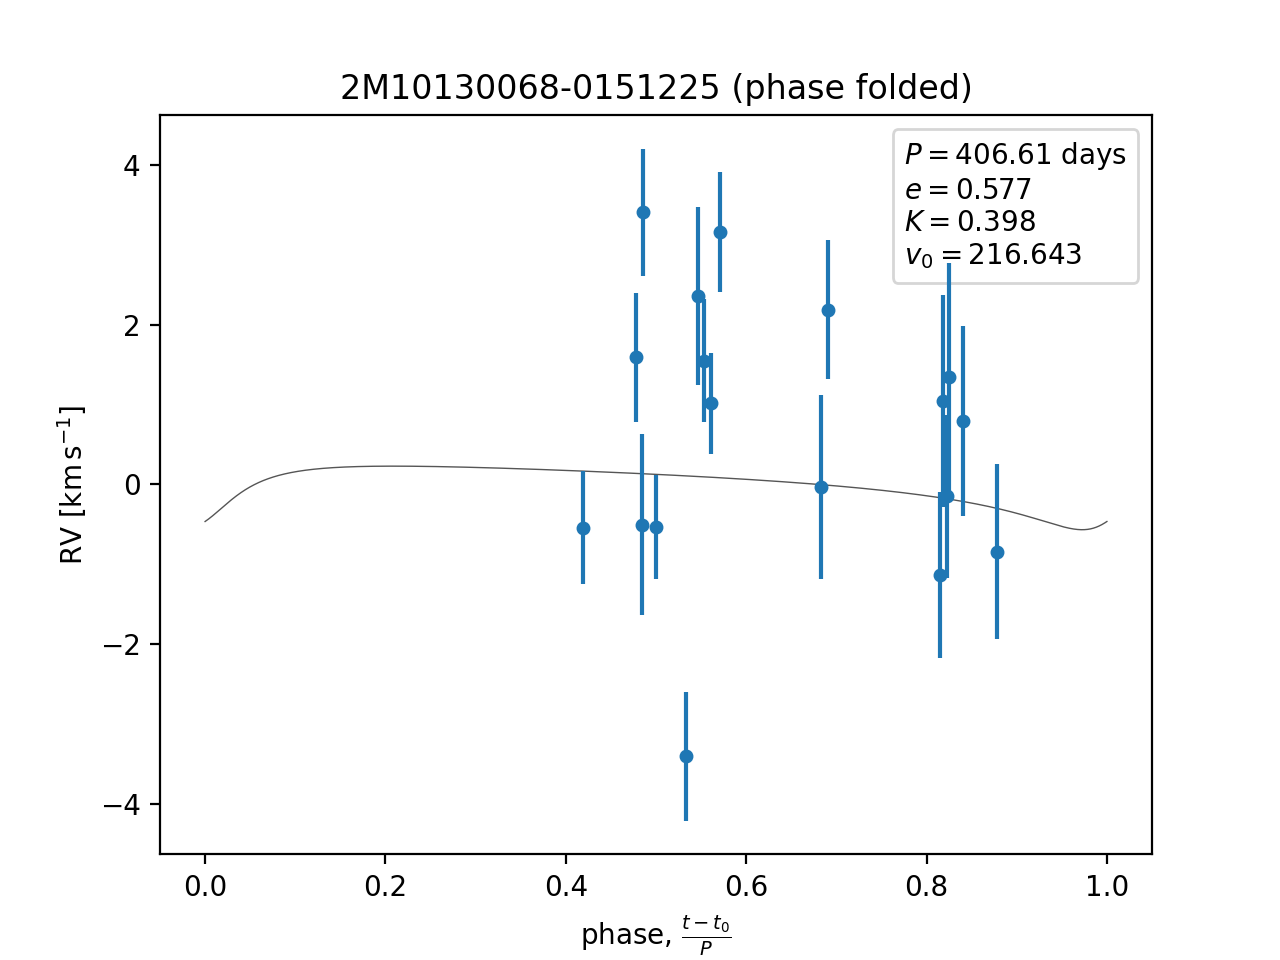 2M10130068-0151225 (phase folded)
P = 406.61 days
e = 0.577
K = 0.398
v₀ = 216.643
4
2
0
−2
−4
RV [km s⁻¹]
0.0 0.2 0.4 0.6 0.8 1.0
phase, (t − t₀)/P